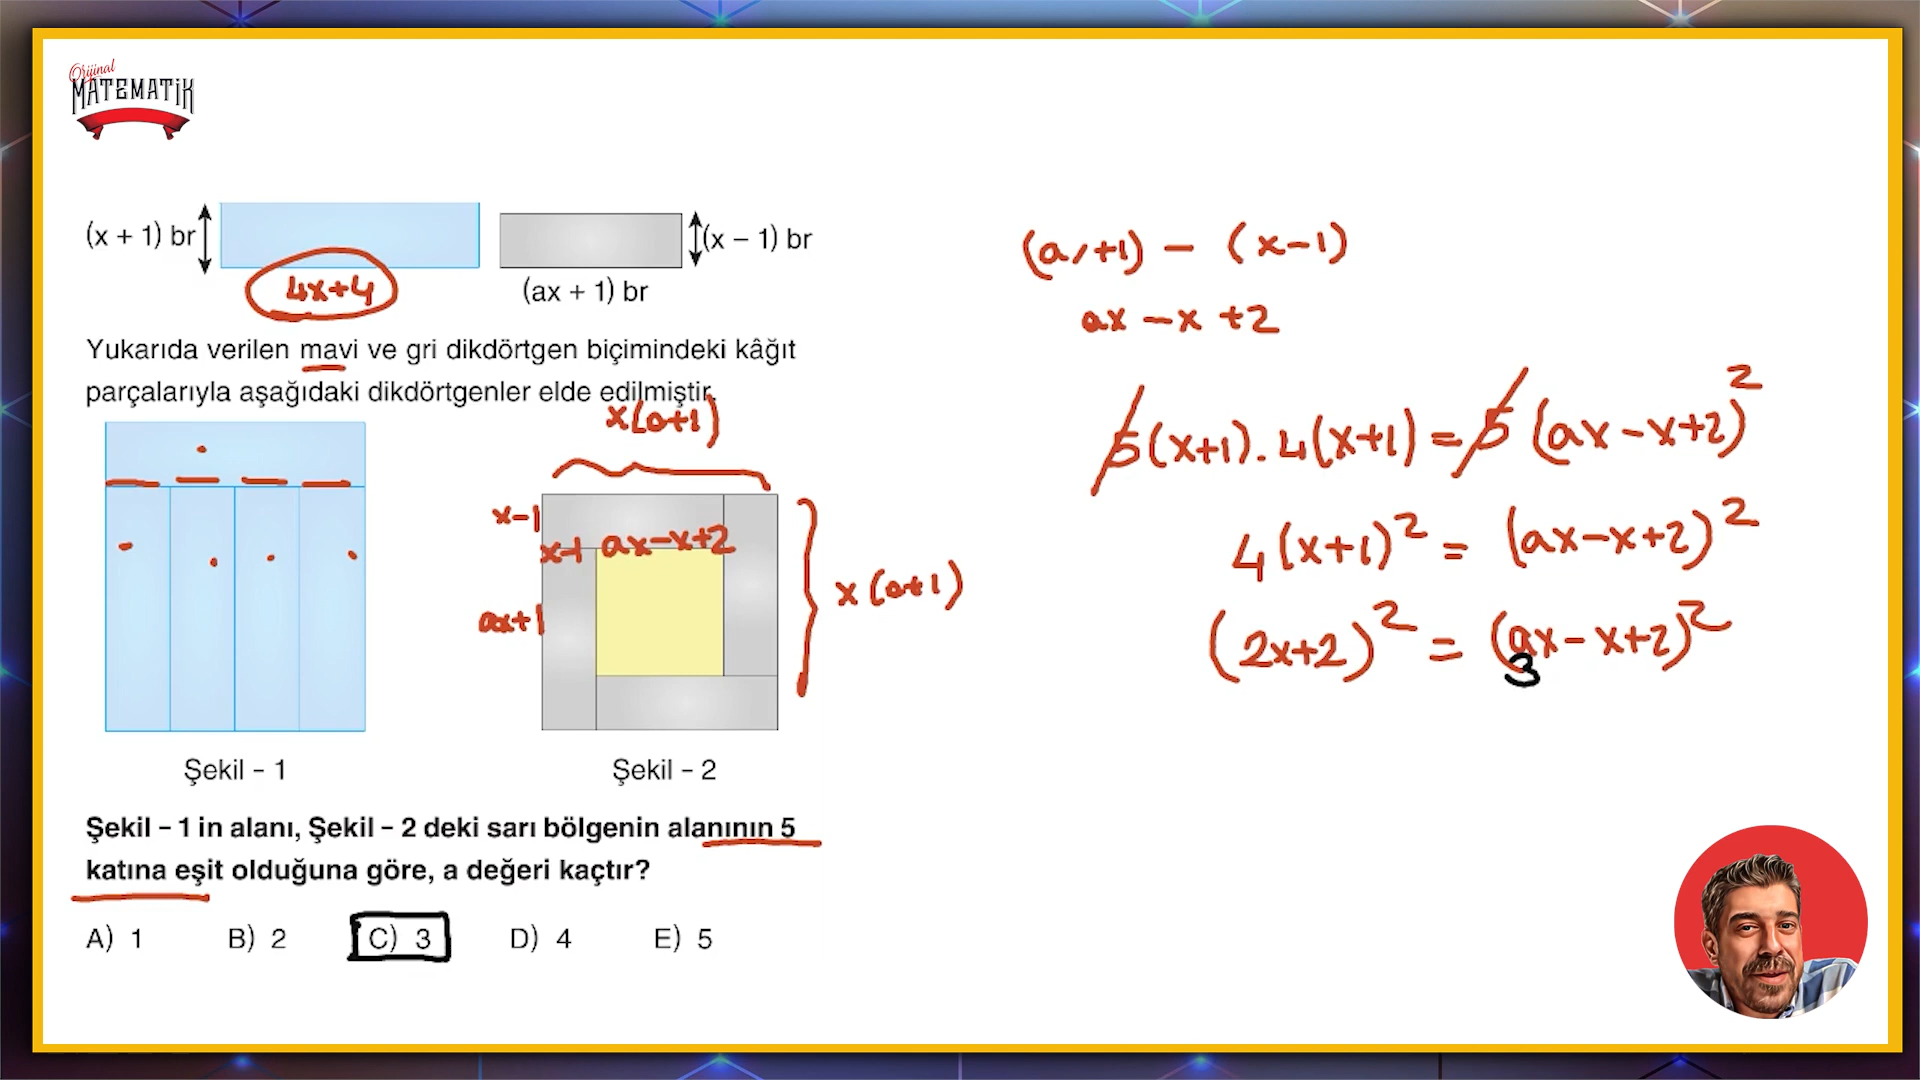 Orijinal
MATEMATİK
(x + 1) br
(x – 1) br
4x+4
(ax + 1) br
Yukarıda verilen mavi ve gri dikdörtgen biçimindeki kâğıt
parçalarıyla aşağıdaki dikdörtgenler elde edilmiştir.
x(a+1)
x-1
x-1 ax-x+2
ax+1
x(a+1)
Şekil – 1
Şekil – 2
Şekil – 1 in alanı, Şekil – 2 deki sarı bölgenin alanının 5
katına eşit olduğuna göre, a değeri kaçtır?
A) 1 B) 2 C) 3 D) 4 E) 5
(ax+1) - (x-1)
ax - x + 2
5(x+1).4(x+1) = 5(ax-x+2)²
4(x+1)² = (ax-x+2)²
(2x+2)² = (ax-x+2)²
3